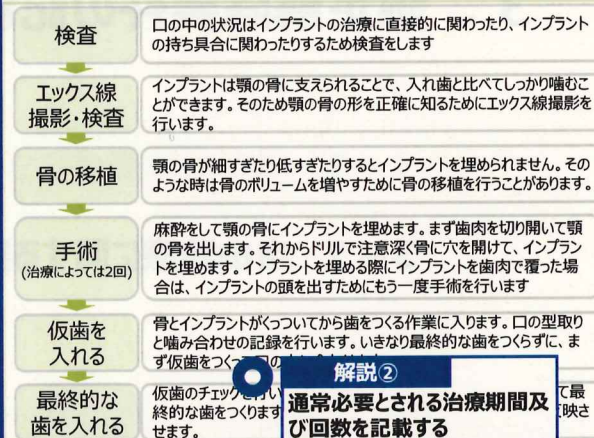 検査
口の中の状況はインプラントの治療に直接的に関わったり、インプラント
の持ち具合に関わったりするため検査をします
エックス線
撮影・検査
インプラントは顎の骨に支えられることで、入れ歯と比べてしっかり噛むこ
とができます。そのため顎の骨の形を正確に知るためにエックス線撮影を
行います。
骨の移植
顎の骨が細すぎたり低すぎたりするとインプラントを埋められません。その
ような時は骨のボリュームを増やすために骨の移植を行うことがあります。
手術
(治療によっては2回)
麻酔をして顎の骨にインプラントを埋めます。まず歯肉を切り開いて顎
の骨を出します。それからドリルで注意深く骨に穴を開けて、インプラン
トを埋めます。インプラントを埋める際にインプラントを歯肉で覆った場
合は、インプラントの頭を出すためにもう一度手術を行います
仮歯を
入れる
骨とインプラントがくっついてから歯をつくる作業に入ります。口の型取り
と噛み合わせの記録を行います。いきなり最終的な歯をつくらずに、ま
ず仮歯をつくっ
最終的な
歯を入れる
仮歯のチェックを行い て最
終的な歯をつくります 映さ
せます。
解説②
通常必要とされる治療期間及
び回数を記載する